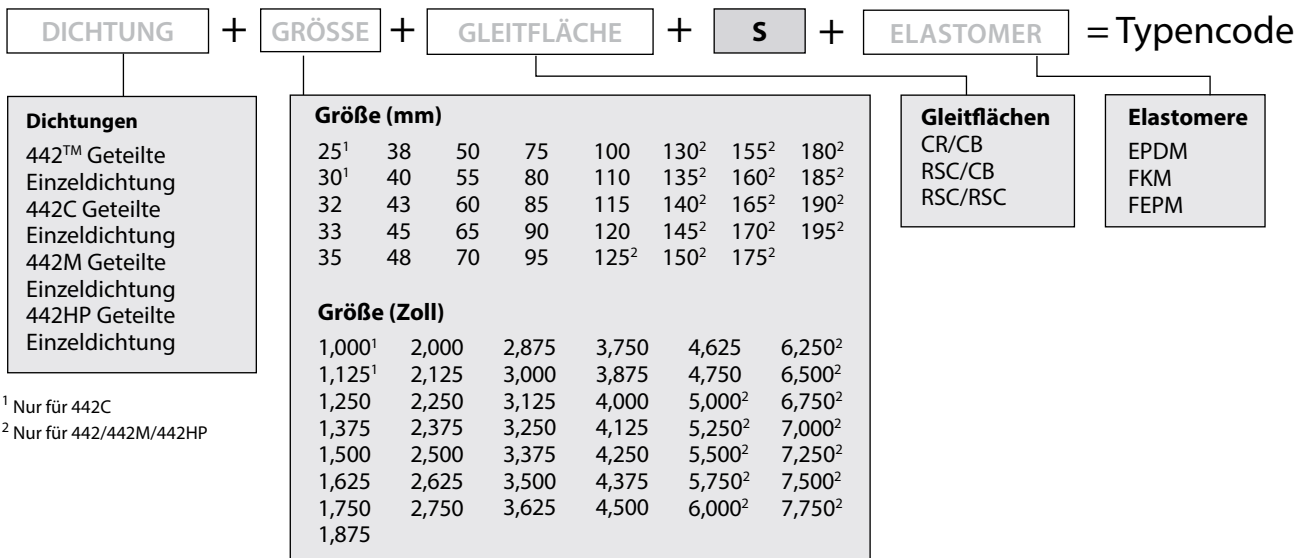 DICHTUNG + GRÖSSE + GLEITFLÄCHE + S + ELASTOMER = Typencode
Dichtungen
442™ Geteilte
Einzeldichtung
442C Geteilte
Einzeldichtung
442M Geteilte
Einzeldichtung
442HP Geteilte
Einzeldichtung
¹ Nur für 442C
² Nur für 442/442M/442HP
Größe (mm)
25¹ 38 50 75 100 130² 155² 180²
30¹ 40 55 80 110 135² 160² 185²
32 43 60 85 115 140² 165² 190²
33 45 65 90 120 145² 170² 195²
35 48 70 95 125² 150² 175²
Größe (Zoll)
1,000¹ 2,000 2,875 3,750 4,625 6,250²
1,125¹ 2,125 3,000 3,875 4,750 6,500²
1,250 2,250 3,125 4,000 5,000² 6,750²
1,375 2,375 3,250 4,125 5,250² 7,000²
1,500 2,500 3,375 4,250 5,500² 7,250²
1,625 2,625 3,500 4,375 5,750² 7,500²
1,750 2,750 3,625 4,500 6,000² 7,750²
1,875
Gleitflächen
CR/CB
RSC/CB
RSC/RSC
Elastomere
EPDM
FKM
FEPM